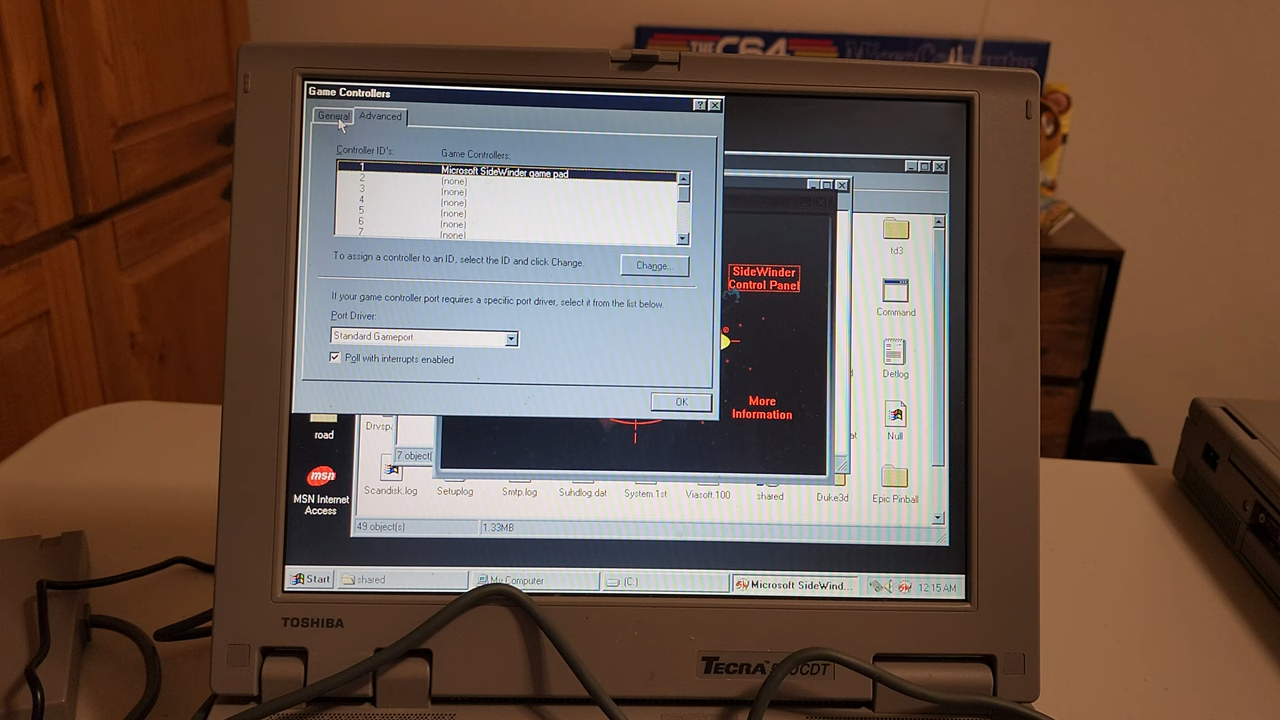 THE C64
Game Controllers
General Advanced
Controller ID's: Game Controllers:
1 Microsoft SideWinder game pad
2 (none)
3 (none)
4 (none)
5 (none)
6 (none)
7 (none)
To assign a controller to an ID, select the ID and click Change.
Change...
If your game controller port requires a specific port driver, select it from the list below.
Port Driver:
Standard Gameport
Poll with interrupts enabled
OK
SideWinder
Control Panel
More
Information
td3
Command
Detlog
Null
Epic Pinball
road
msn
MSN Internet
Access
7 object(
Scandisk.log
Setuplog
Smtp.log
Suhdlog.dat
System.1st
Viasoft.100
shared
Duke3d
49 object(s)
1.33MB
Start
shared
My Computer
(C:)
Microsoft SideWind...
12:15 AM
TOSHIBA
TECRA
CDT